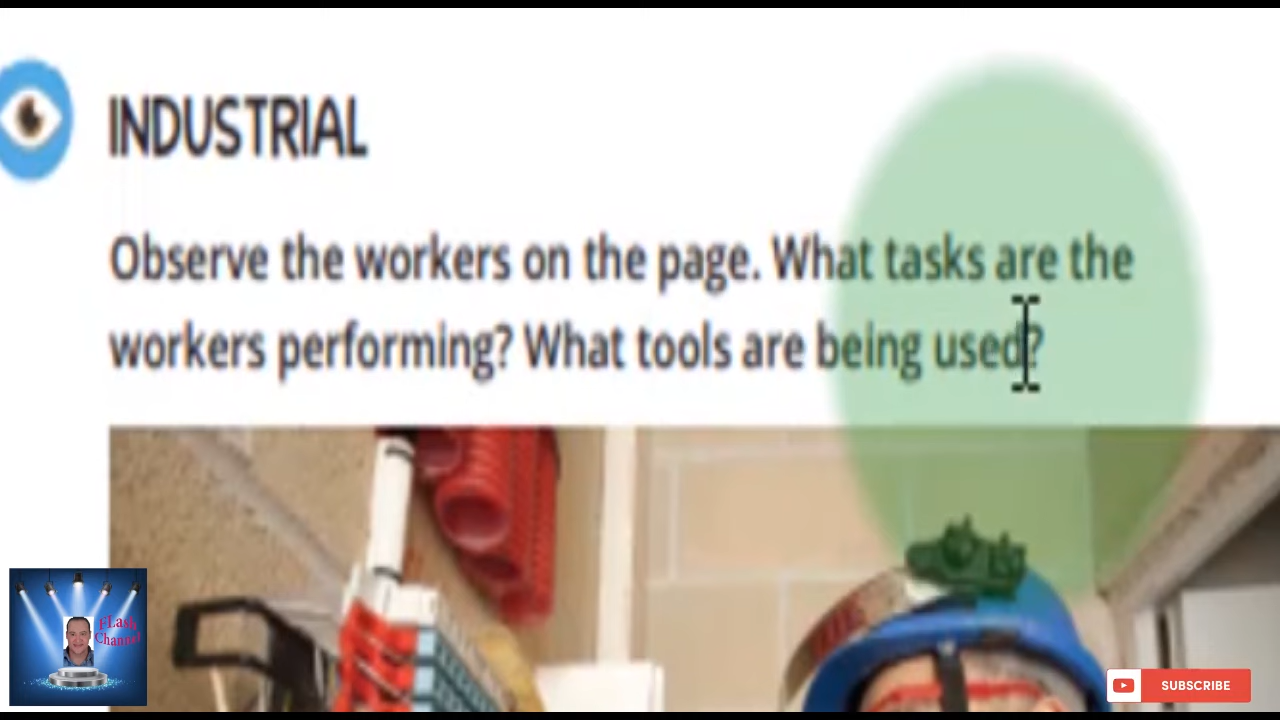 INDUSTRIAL
Observe the workers on the page. What tasks are the
workers performing? What tools are being used?
FLash
Channel
SUBSCRIBE